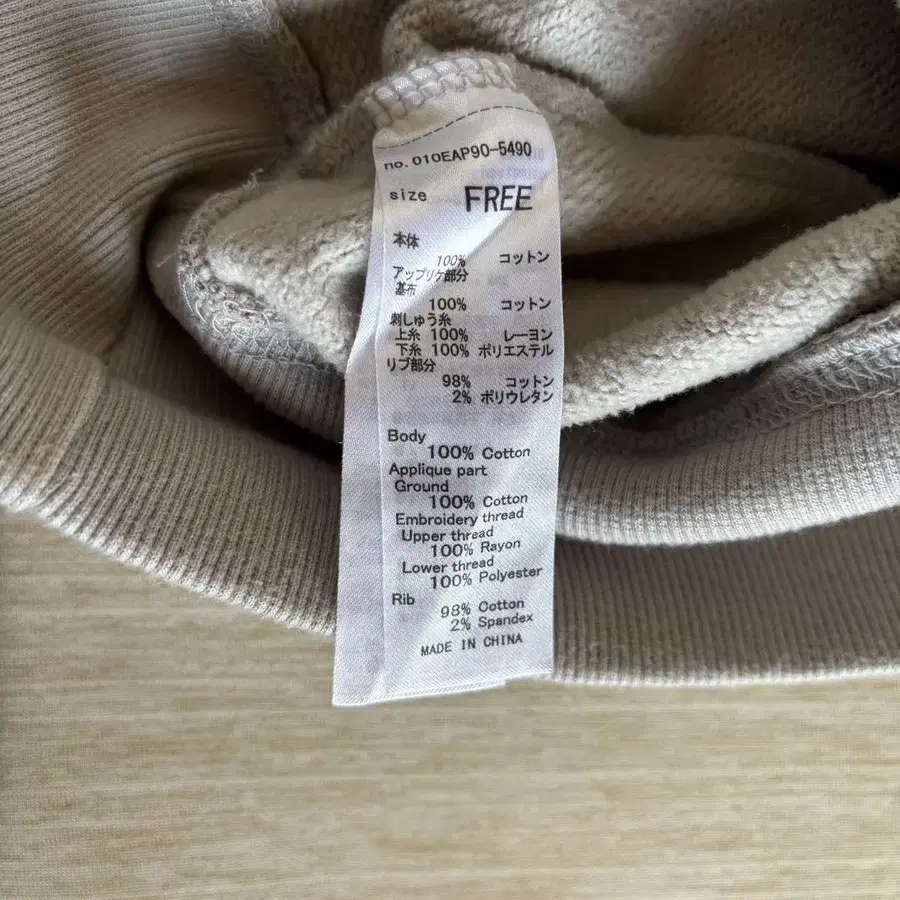 no. 010EAP90-5490
size FREE
本体
100% コットン
アップリケ部分
基布
100% コットン
刺しゅう糸
上糸 100% レーヨン
下糸 100% ポリエステル
リブ部分
98% コットン
2% ポリウレタン
Body
100% Cotton
Applique part
Ground
100% Cotton
Embroidery thread
Upper thread
100% Rayon
Lower thread
100% Polyester
Rib
98% Cotton
2% Spandex
MADE IN CHINA